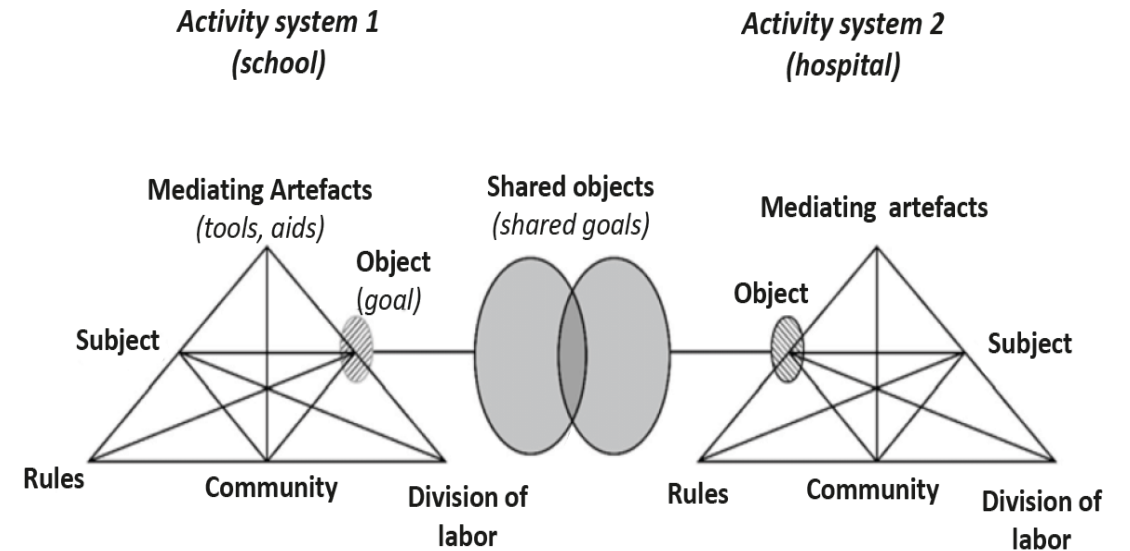 Activity system 1
(school)
Activity system 2
(hospital)
Mediating Artefacts
(tools, aids)
Object
(goal)
Subject
Rules
Community
Division of
labor
Shared objects
(shared goals)
Mediating artefacts
Object
Subject
Rules
Community
Division of
labor